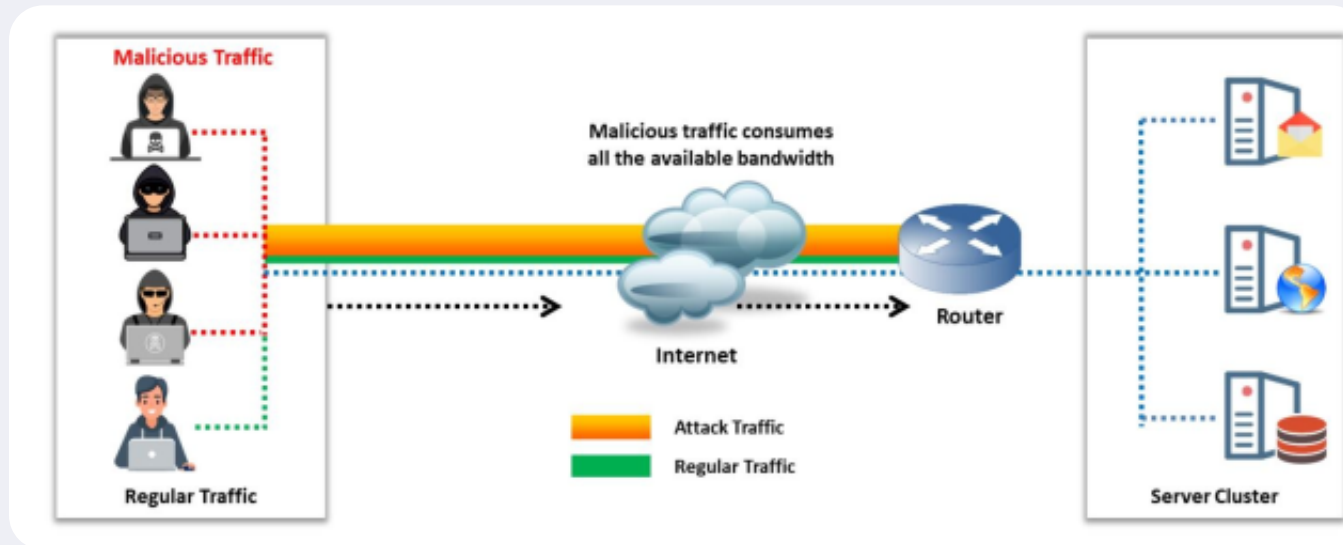 Malicious Traffic
Malicious traffic consumes
all the available bandwidth
Router
Internet
Attack Traffic
Regular Traffic
Regular Traffic
Server Cluster